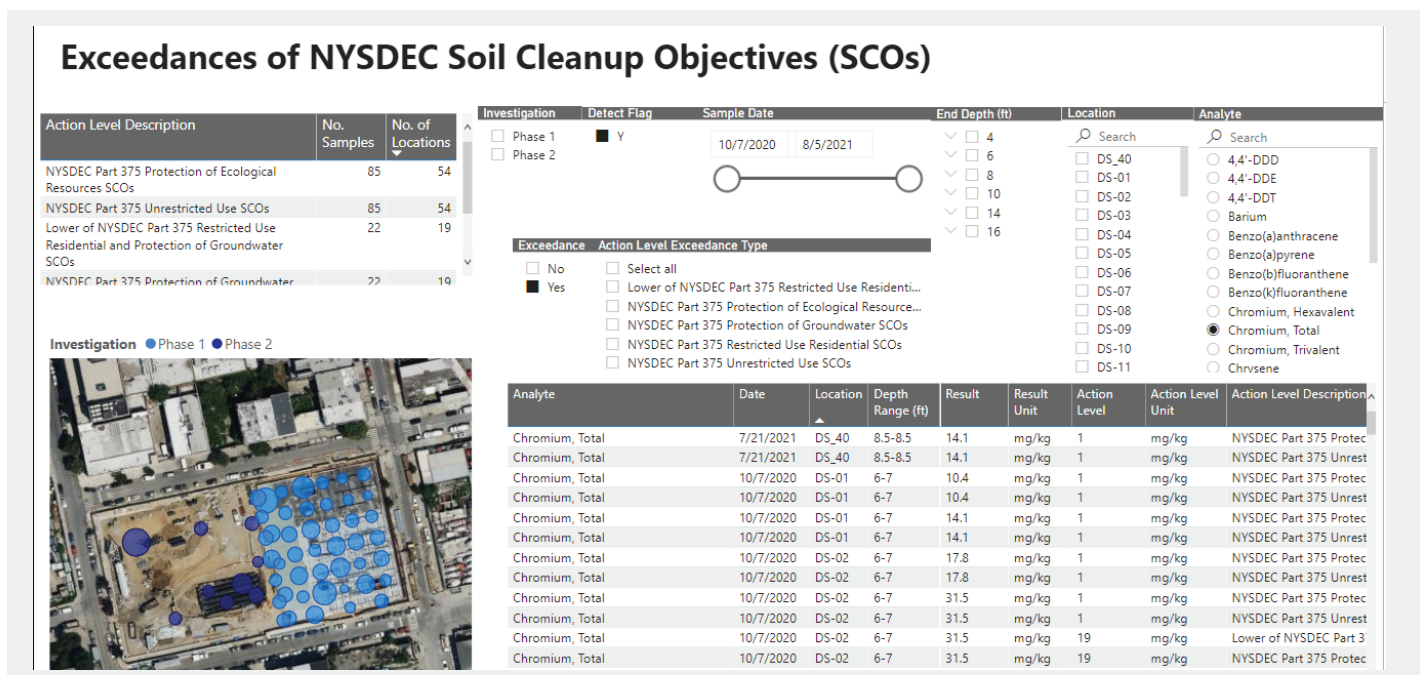 Exceedances of NYSDEC Soil Cleanup Objectives (SCOs)
Action Level Description No. Samples No. of Locations
NYSDEC Part 375 Protection of Ecological Resources SCOs 85 54
NYSDEC Part 375 Unrestricted Use SCOs 85 54
Lower of NYSDEC Part 375 Restricted Use Residential and Protection of Groundwater SCOs 22 19
NYSDEC Part 375 Protection of Groundwater 22 19
Investigation
Phase 1
Phase 2
Detect Flag
Y
Sample Date
10/7/2020 8/5/2021
End Depth (ft)
4
6
8
10
14
16
Location
Search
DS_40
DS-01
DS-02
DS-03
DS-04
DS-05
DS-06
DS-07
DS-08
DS-09
DS-10
DS-11
Analyte
Search
4,4'-DDD
4,4'-DDE
4,4'-DDT
Barium
Benzo(a)anthracene
Benzo(a)pyrene
Benzo(b)fluoranthene
Benzo(k)fluoranthene
Chromium, Hexavalent
Chromium, Total
Chromium, Trivalent
Chrysene
Exceedance
No
Yes
Action Level Exceedance Type
Select all
Lower of NYSDEC Part 375 Restricted Use Residenti...
NYSDEC Part 375 Protection of Ecological Resource...
NYSDEC Part 375 Protection of Groundwater SCOs
NYSDEC Part 375 Restricted Use Residential SCOs
NYSDEC Part 375 Unrestricted Use SCOs
Investigation Phase 1 Phase 2
Analyte Date Location Depth Range (ft) Result Result Unit Action Level Action Level Unit Action Level Description
Chromium, Total 7/21/2021 DS_40 8.5-8.5 14.1 mg/kg 1 mg/kg NYSDEC Part 375 Protec
Chromium, Total 7/21/2021 DS_40 8.5-8.5 14.1 mg/kg 1 mg/kg NYSDEC Part 375 Unrest
Chromium, Total 10/7/2020 DS-01 6-7 10.4 mg/kg 1 mg/kg NYSDEC Part 375 Protec
Chromium, Total 10/7/2020 DS-01 6-7 10.4 mg/kg 1 mg/kg NYSDEC Part 375 Unrest
Chromium, Total 10/7/2020 DS-01 6-7 14.1 mg/kg 1 mg/kg NYSDEC Part 375 Protec
Chromium, Total 10/7/2020 DS-01 6-7 14.1 mg/kg 1 mg/kg NYSDEC Part 375 Unrest
Chromium, Total 10/7/2020 DS-02 6-7 17.8 mg/kg 1 mg/kg NYSDEC Part 375 Protec
Chromium, Total 10/7/2020 DS-02 6-7 17.8 mg/kg 1 mg/kg NYSDEC Part 375 Unrest
Chromium, Total 10/7/2020 DS-02 6-7 31.5 mg/kg 1 mg/kg NYSDEC Part 375 Protec
Chromium, Total 10/7/2020 DS-02 6-7 31.5 mg/kg 1 mg/kg NYSDEC Part 375 Unrest
Chromium, Total 10/7/2020 DS-02 6-7 31.5 mg/kg 19 mg/kg Lower of NYSDEC Part 3
Chromium, Total 10/7/2020 DS-02 6-7 31.5 mg/kg 19 mg/kg NYSDEC Part 375 Protec